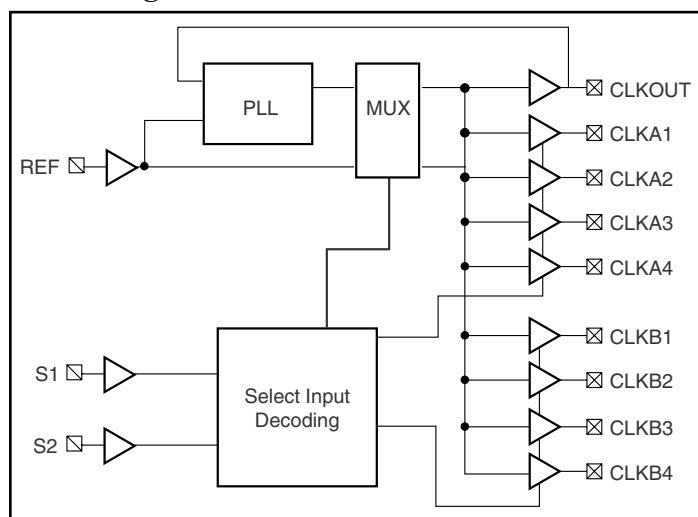 PLL
MUX
REF
CLKOUT
CLKA1
CLKA2
CLKA3
CLKA4
S1
S2
Select Input
Decoding
CLKB1
CLKB2
CLKB3
CLKB4